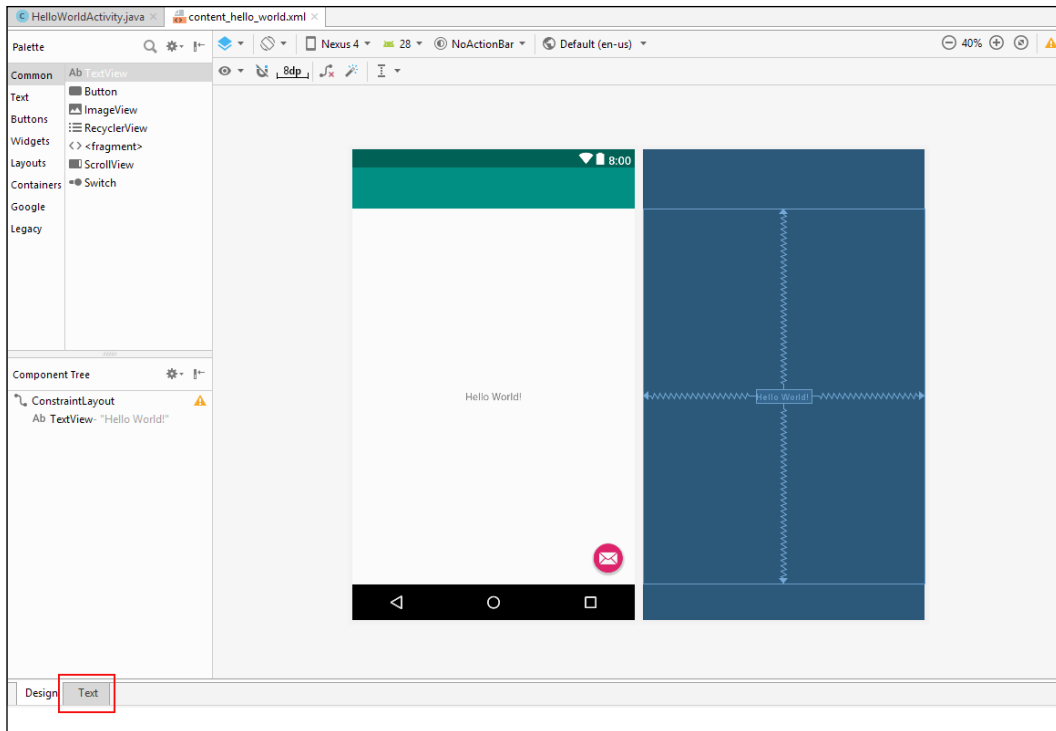 HelloWorldActivity.java content_hello_world.xml
Palette Nexus 4 28 NoActionBar Default (en-us) 40%
8dp
Common
Text
Buttons
Widgets
Layouts
Containers
Google
Legacy
Ab TextView
Button
ImageView
RecyclerView
<fragment>
ScrollView
Switch
8:00
Hello World!
Hello World!
Component Tree
ConstraintLayout
Ab TextView- "Hello World!"
Design Text